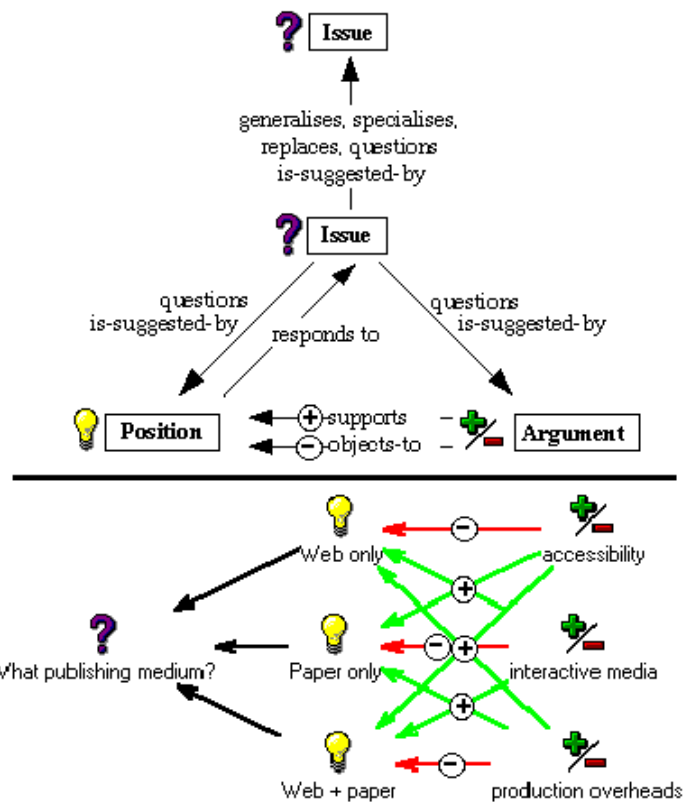 Issue
generalises, specialises,
replaces, questions
is-suggested-by
Issue
questions
is-suggested-by
responds to
questions
is-suggested-by
Position
supports
objects-to
Argument
Web only
accessibility
What publishing medium?
Paper only
interactive media
Web + paper
production overheads